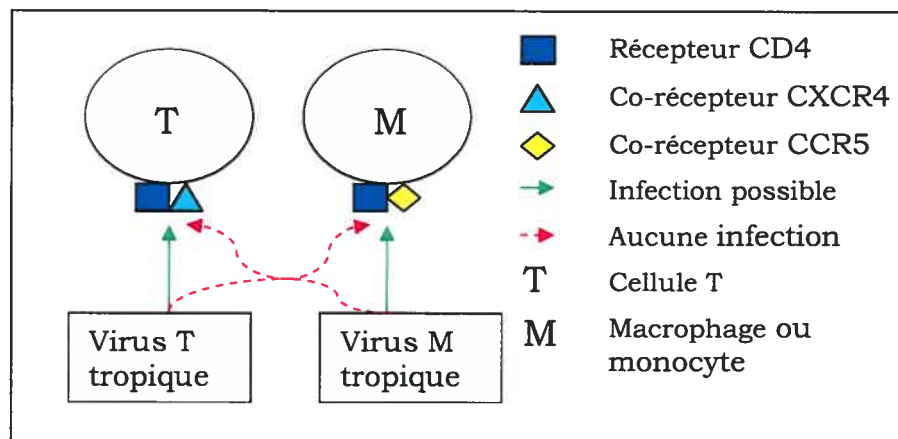 T
M
Virus T
tropique
Virus M
tropique
Récepteur CD4
Co-récepteur CXCR4
Co-récepteur CCR5
Infection possible
Aucune infection
T Cellule T
M Macrophage ou
monocyte